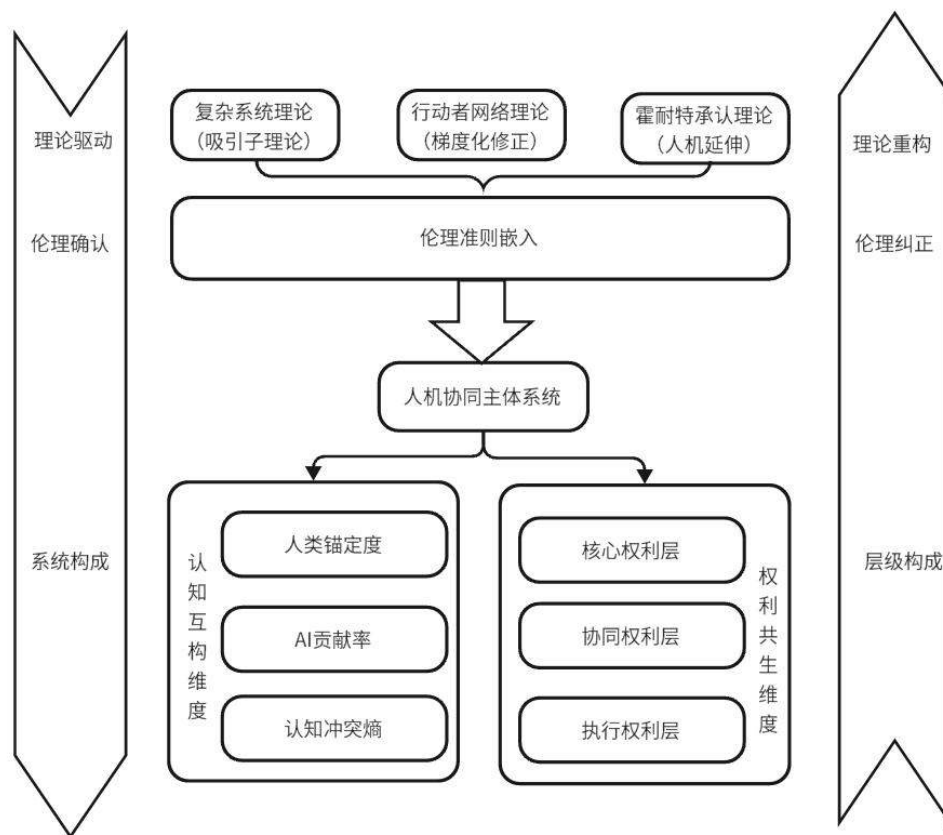 复杂系统理论
（吸引子理论）
行动者网络理论
（梯度化修正）
霍耐特承认理论
（人机延伸）
理论驱动
理论重构
伦理确认
伦理准则嵌入
伦理纠正
人机协同主体系统
系统构成
层级构成
认知互构维度
人类锚定度
AI贡献率
认知冲突熵
核心权利层
协同权利层
执行权利层
权利共生维度